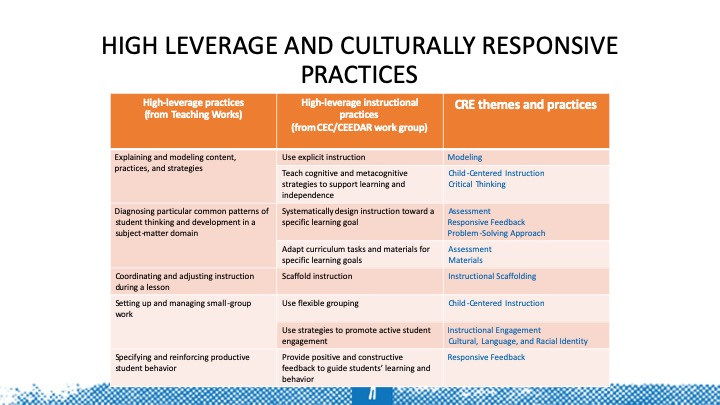 HIGH LEVERAGE AND CULTURALLY RESPONSIVE
PRACTICES
High-leverage practices
(from Teaching Works)
High-leverage instructional
practices
(from CEC/CEEDAR work group)
CRE themes and practices
Explaining and modeling content,
practices, and strategies
Use explicit instruction
Modeling
Teach cognitive and metacognitive
strategies to support learning and
independence
Child-Centered Instruction
Critical Thinking
Diagnosing particular common patterns of
student thinking and development in a
subject-matter domain
Systematically design instruction toward a
specific learning goal
Assessment
Responsive Feedback
Problem-Solving Approach
Adapt curriculum tasks and materials for
specific learning goals
Assessment
Materials
Coordinating and adjusting instruction
during a lesson
Scaffold instruction
Instructional Scaffolding
Setting up and managing small-group
work
Use flexible grouping
Child-Centered Instruction
Use strategies to promote active student
engagement
Instructional Engagement
Cultural, Language, and Racial Identity
Specifying and reinforcing productive
student behavior
Provide positive and constructive
feedback to guide students' learning and
behavior
Responsive Feedback